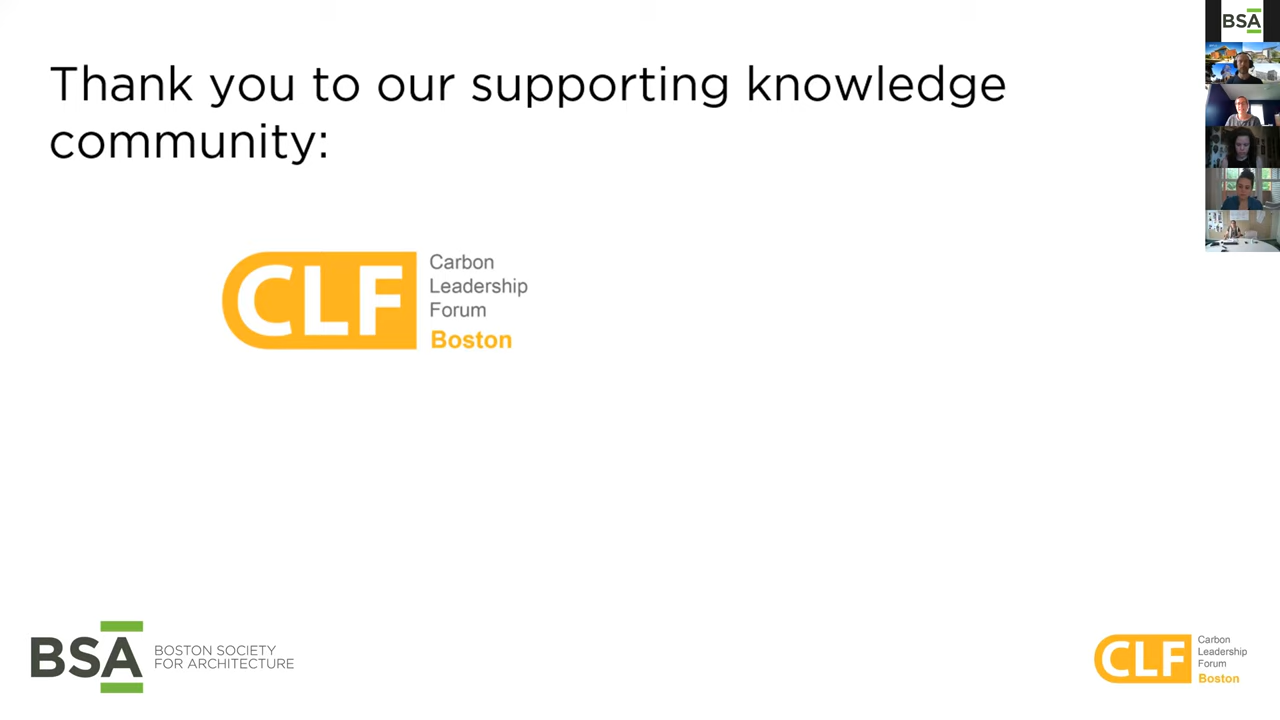 BSA
Thank you to our supporting knowledge
community:
CLF
Carbon
Leadership
Forum
Boston
BSA
BOSTON SOCIETY
FOR ARCHITECTURE
CLF
Carbon
Leadership
Forum
Boston